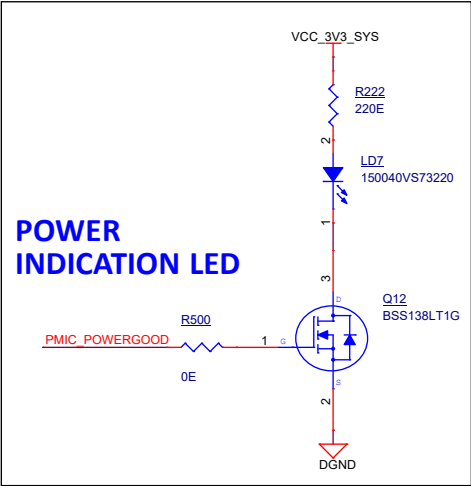 VCC_3V3_SYS
R222
220E
2
LD7
150040VS73220
1
POWER
INDICATION LED
3
D
Q12
BSS138LT1G
R500
PMIC_POWERGOOD
1
G
0E
S
2
DGND